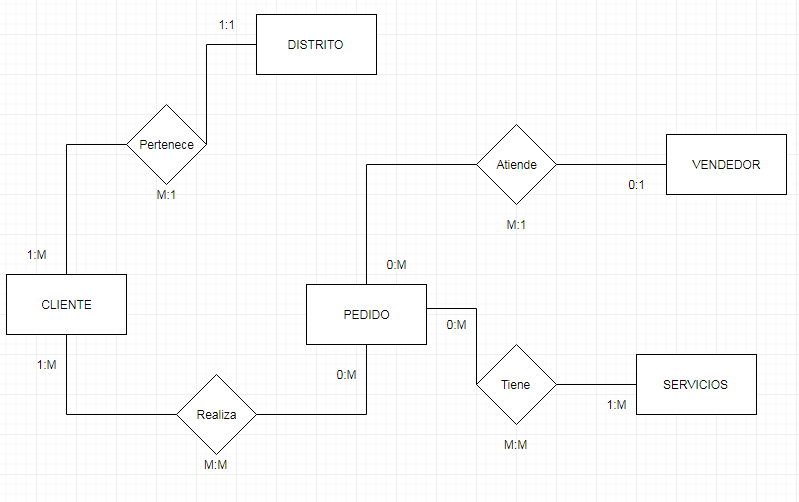 1:1
DISTRITO
Pertenece
M:1
Atiende
VENDEDOR
0:1
M:1
1:M
0:M
CLIENTE
PEDIDO
0:M
1:M
0:M
Tiene
SERVICIOS
1:M
Realiza
M:M
M:M